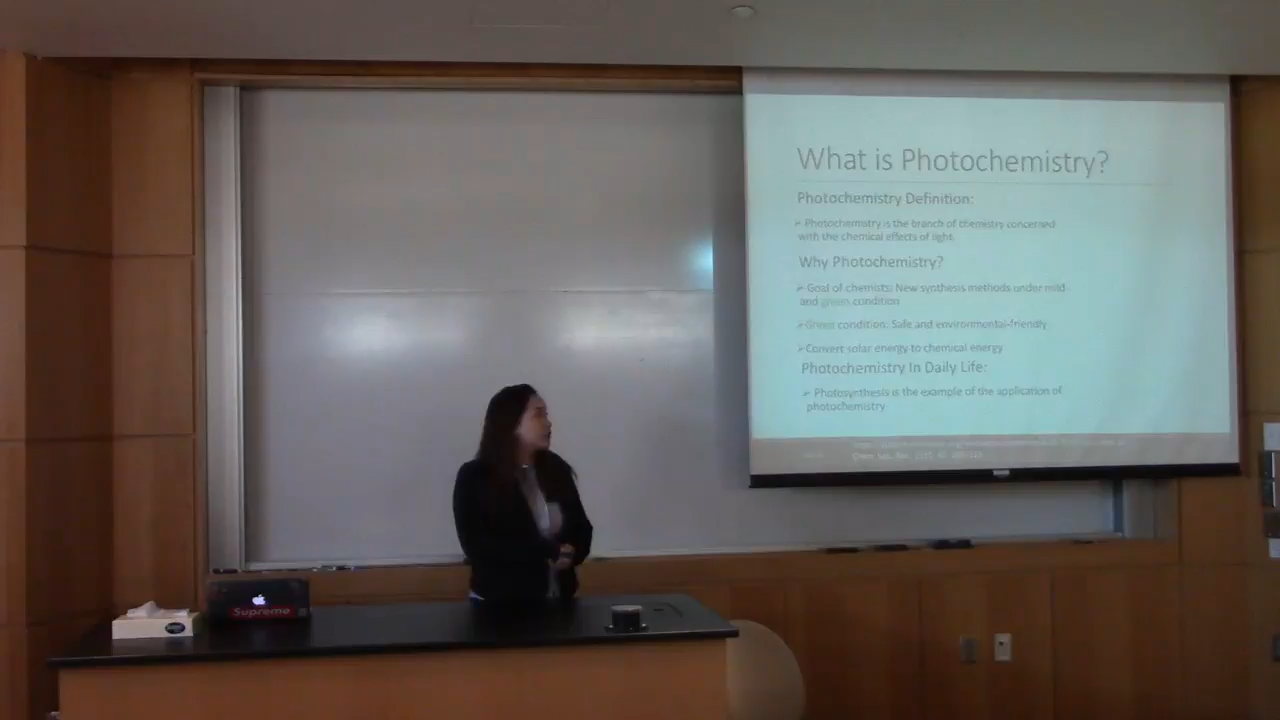 What is Photochemistry?
Photochemistry Definition:
➢ Photochemistry is the branch of chemistry concerned
with the chemical effects of light.
Why Photochemistry?
➢ Goal of chemists: New synthesis methods under mild
and green condition
➢ Green condition: Safe and environmental-friendly
➢ Convert solar energy to chemical energy
Photochemistry In Daily Life:
➢ Photosynthesis is the example of the application of
photochemistry
Chem. Soc. Rev.
Supreme